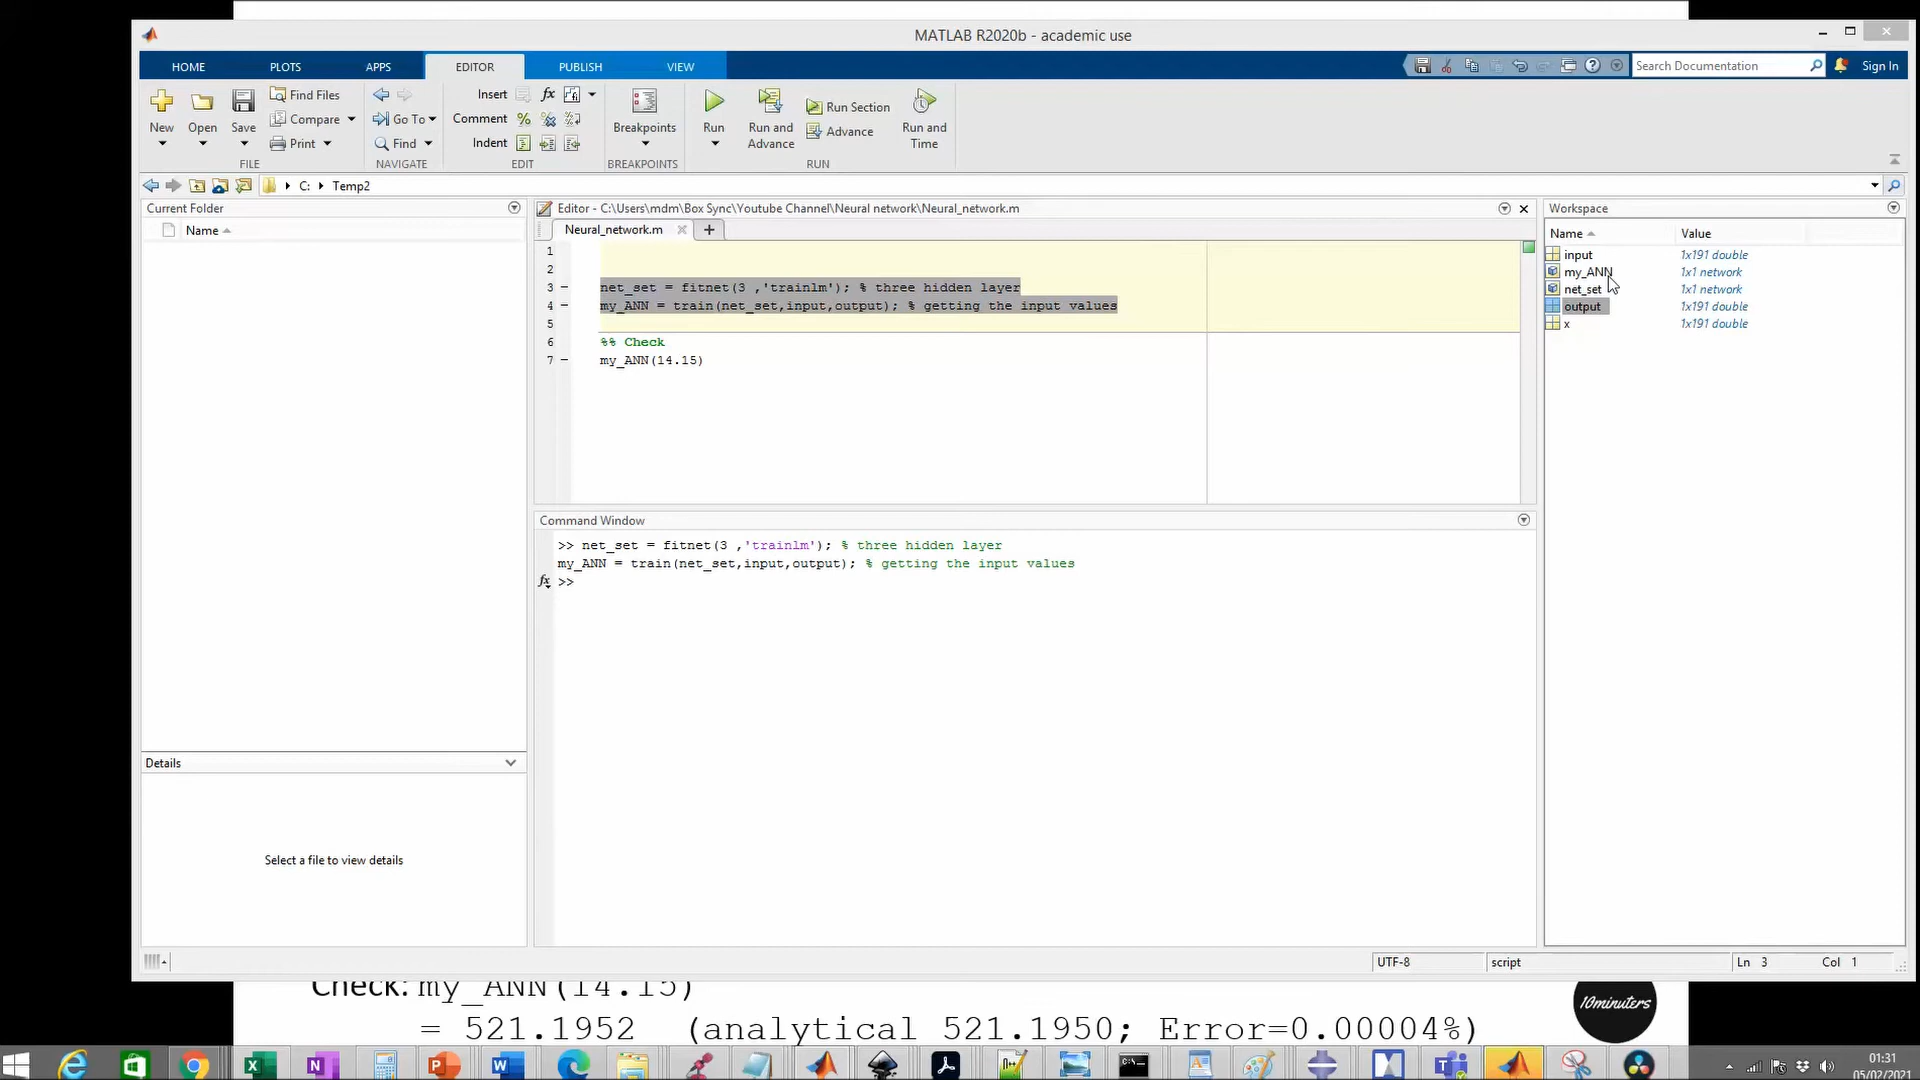 MATLAB R2020b - academic use
HOME PLOTS APPS EDITOR PUBLISH VIEW
Search Documentation
Sign In
New
Open
Save
Find Files
Compare
Print
FILE
Go To
Find
NAVIGATE
Insert fx
Comment %
Indent
EDIT
Breakpoints
BREAKPOINTS
Run
Run and Advance
Run Section
Advance
Run and Time
RUN
C: Temp2
Current Folder
Name
Editor - C:\Users\mdm\Box Sync\Youtube Channel\Neural network\Neural_network.m
Neural_network.m
1
2
3 net_set = fitnet(3 ,'trainlm'); % three hidden layer
4 my_ANN = train(net_set,input,output); % getting the input values
5
6 %% Check
7 my_ANN(14.15)
Command Window
>> net_set = fitnet(3 ,'trainlm'); % three hidden layer
my_ANN = train(net_set,input,output); % getting the input values
fx >>
Workspace
Name Value
input 1x191 double
my_ANN 1x1 network
net_set 1x1 network
output 1x191 double
x 1x191 double
Details
Select a file to view details
UTF-8 script Ln 3 Col 1
Check: my_ANN(14.15)
= 521.1952 (analytical 521.1950; Error=0.00004%)
10minuters
01:31
05/02/2021